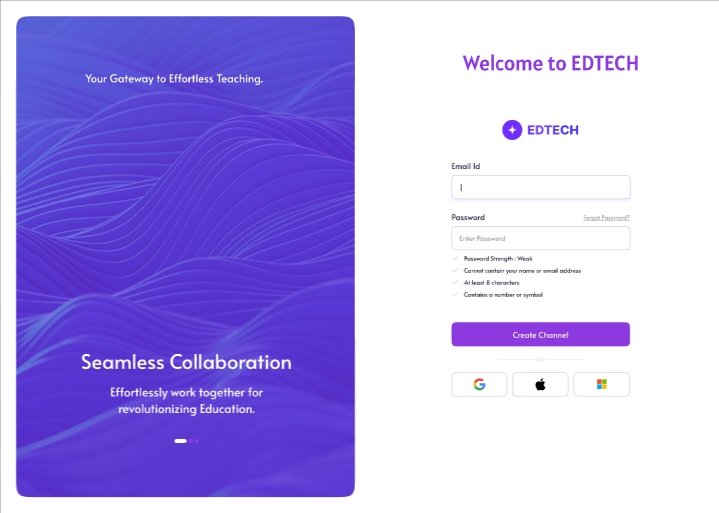 Your Gateway to Effortless Teaching.
Seamless Collaboration
Effortlessly work together for
revolutionizing Education.
Welcome to EDTECH
EDTECH
Email Id
Password
Forgot Password?
Enter Password
Password Strength : Weak
Cannot contain your name or email address
At least 8 characters
Contains a number or symbol
Create Channel
OR